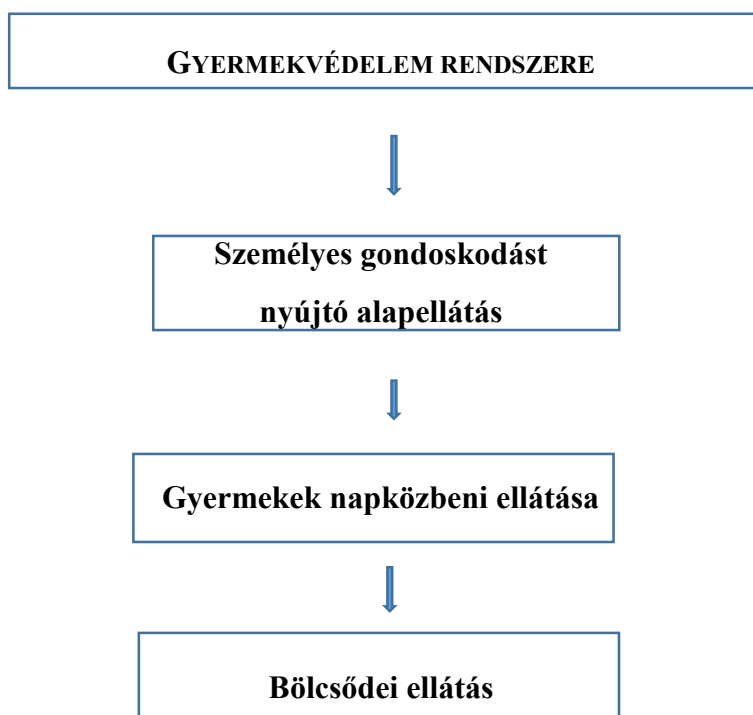 GYERMEKVÉDELEM RENDSZERE
Személyes gondoskodást
nyújtó alapellátás
Gyermekek napközbeni ellátása
Bölcsődei ellátás